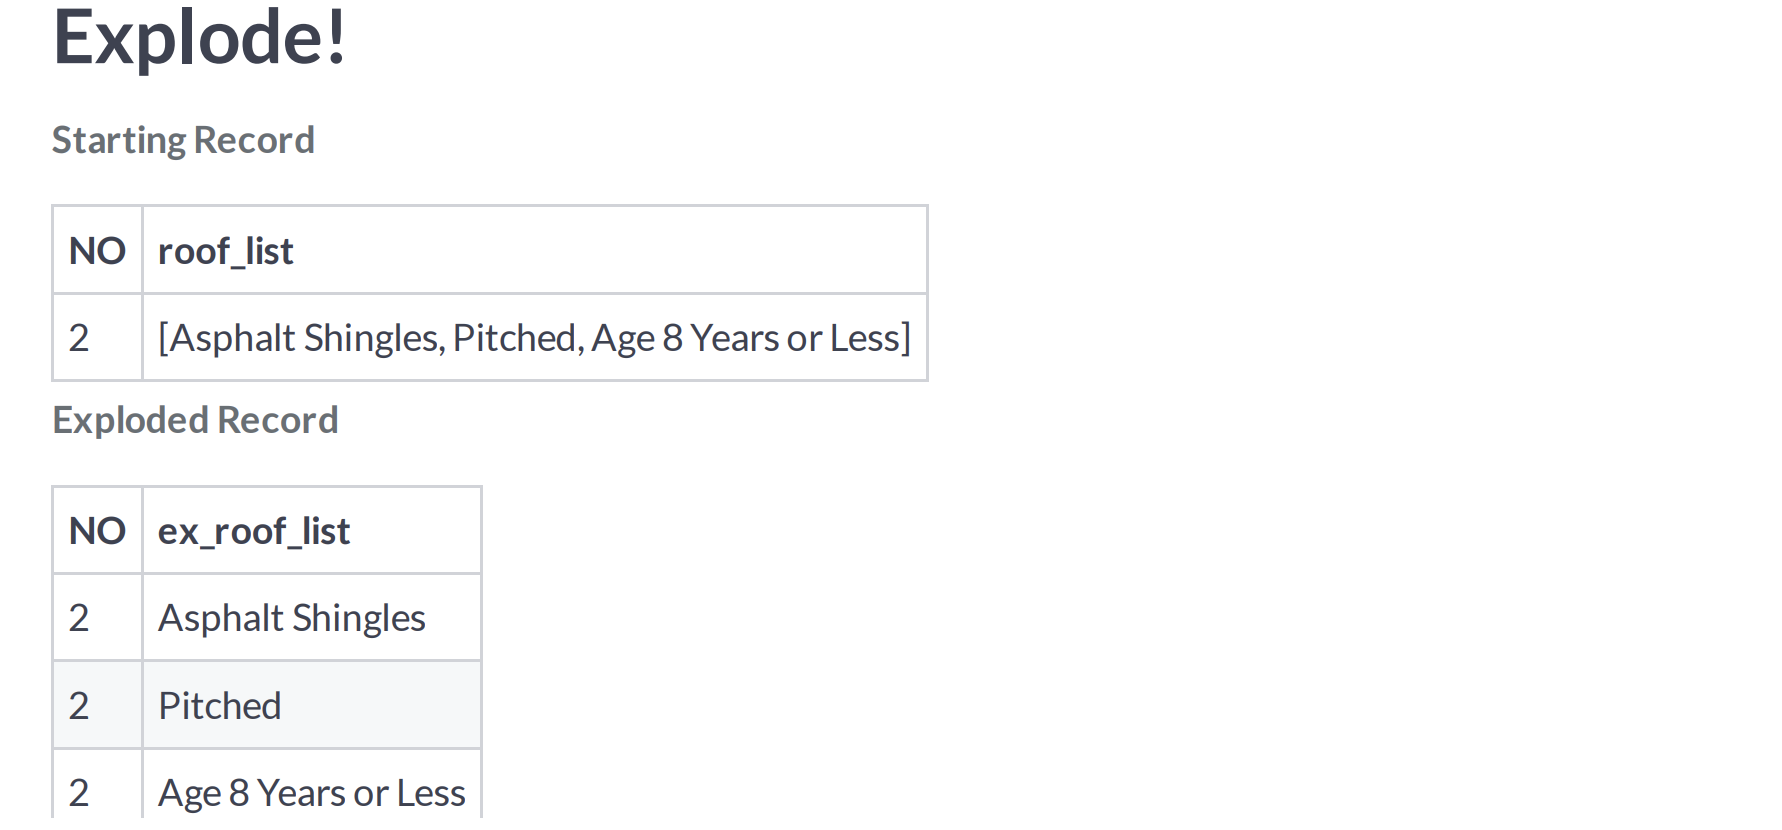 Explode!
Starting Record
NO roof_list
2 [Asphalt Shingles, Pitched, Age 8 Years or Less]
Exploded Record
NO ex_roof_list
2 Asphalt Shingles
2 Pitched
2 Age 8 Years or Less